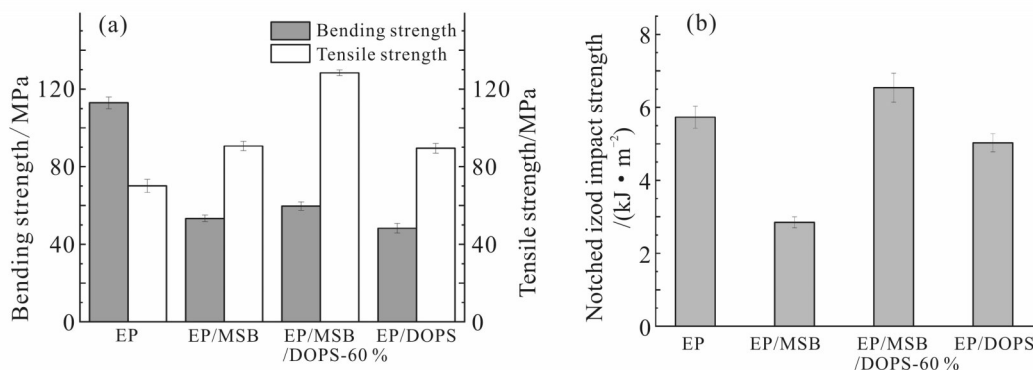 (a)
Bending strength
Tensile strength
Bending strength/MPa
120
80
40
0
Tensile strength/MPa
120
80
40
0
EP
EP/MSB
EP/MSB
/DOPS-60 %
EP/DOPS
(b)
Notched izod impact strength
/(kJ • m⁻²)
8
6
4
2
0
EP
EP/MSB
EP/MSB
/DOPS-60 %
EP/DOPS